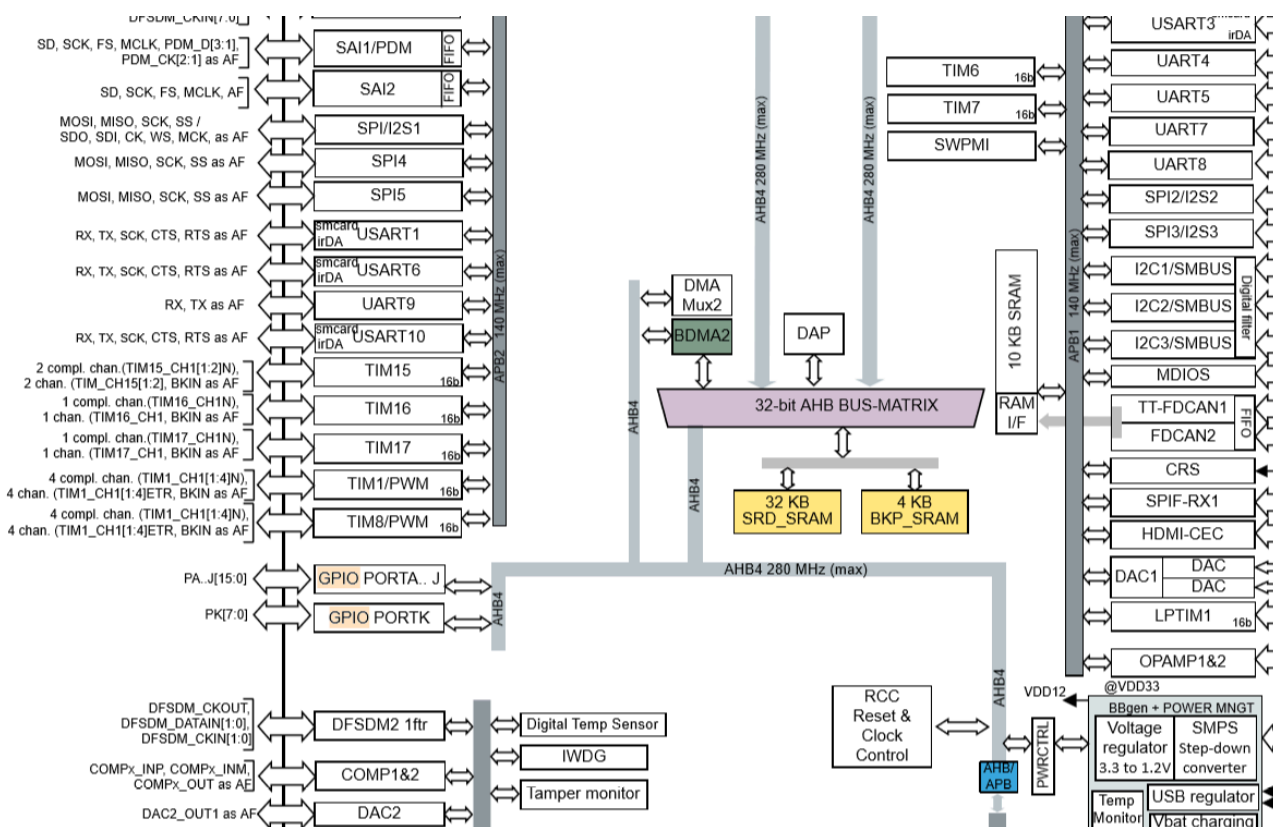 DFSDM_CKIN[7:0]
SD, SCK, FS, MCLK, PDM_D[3:1],
PDM_CK[2:1] as AF
SAI1/PDM
FIFO
SD, SCK, FS, MCLK, AF
SAI2
FIFO
MOSI, MISO, SCK, SS /
SDO, SDI, CK, WS, MCK, as AF
SPI/I2S1
MOSI, MISO, SCK, SS as AF
SPI4
MOSI, MISO, SCK, SS as AF
SPI5
RX, TX, SCK, CTS, RTS as AF
smcard
irDA
USART1
RX, TX, SCK, CTS, RTS as AF
smcard
irDA
USART6
RX, TX as AF
UART9
RX, TX, SCK, CTS, RTS as AF
smcard
irDA
USART10
2 compl. chan.(TIM15_CH1[1:2]N),
2 chan. (TIM_CH15[1:2], BKIN as AF
TIM15
16b
1 compl. chan.(TIM16_CH1N),
1 chan. (TIM16_CH1, BKIN as AF
TIM16
16b
1 compl. chan.(TIM17_CH1N),
1 chan. (TIM17_CH1, BKIN as AF
TIM17
16b
4 compl. chan. (TIM1_CH1[1:4]N),
4 chan. (TIM1_CH1[1:4]ETR, BKIN as AF
TIM1/PWM
16b
4 compl. chan. (TIM1_CH1[1:4]N),
4 chan. (TIM1_CH1[1:4]ETR, BKIN as AF
TIM8/PWM
16b
APB2 140 MHz (max)
PA..J[15:0]
GPIO PORTA.. J
PK[7:0]
GPIO PORTK
AHB4
DFSDM_CKOUT,
DFSDM_DATAIN[1:0],
DFSDM_CKIN[1:0]
DFSDM2 1ftr
COMPx_INP, COMPx_INM,
COMPx_OUT as AF
COMP1&2
DAC2_OUT1 as AF
DAC2
Digital Temp Sensor
IWDG
Tamper monitor
AHB4 280 MHz (max)
AHB4 280 MHz (max)
AHB4
DMA
Mux2
BDMA2
DAP
32-bit AHB BUS-MATRIX
AHB4
32 KB
SRD_SRAM
4 KB
BKP_SRAM
AHB4 280 MHz (max)
AHB4
RCC
Reset &
Clock
Control
AHB/
APB
PWRCTRL
VDD12
@VDD33
BBgen + POWER MNGT
Voltage
regulator
3.3 to 1.2V
SMPS
Step-down
converter
Temp
Monitor
USB regulator
Vbat charging
TIM6
16b
TIM7
16b
SWPMI
10 KB SRAM
RAM
I/F
APB1 140 MHz (max)
USART3
smcard
irDA
UART4
UART5
UART7
UART8
SPI2/I2S2
SPI3/I2S3
I2C1/SMBUS
I2C2/SMBUS
I2C3/SMBUS
Digital filter
MDIOS
TT-FDCAN1
FDCAN2
FIFO
CRS
SPIF-RX1
HDMI-CEC
DAC1
DAC
DAC
LPTIM1
16b
OPAMP1&2